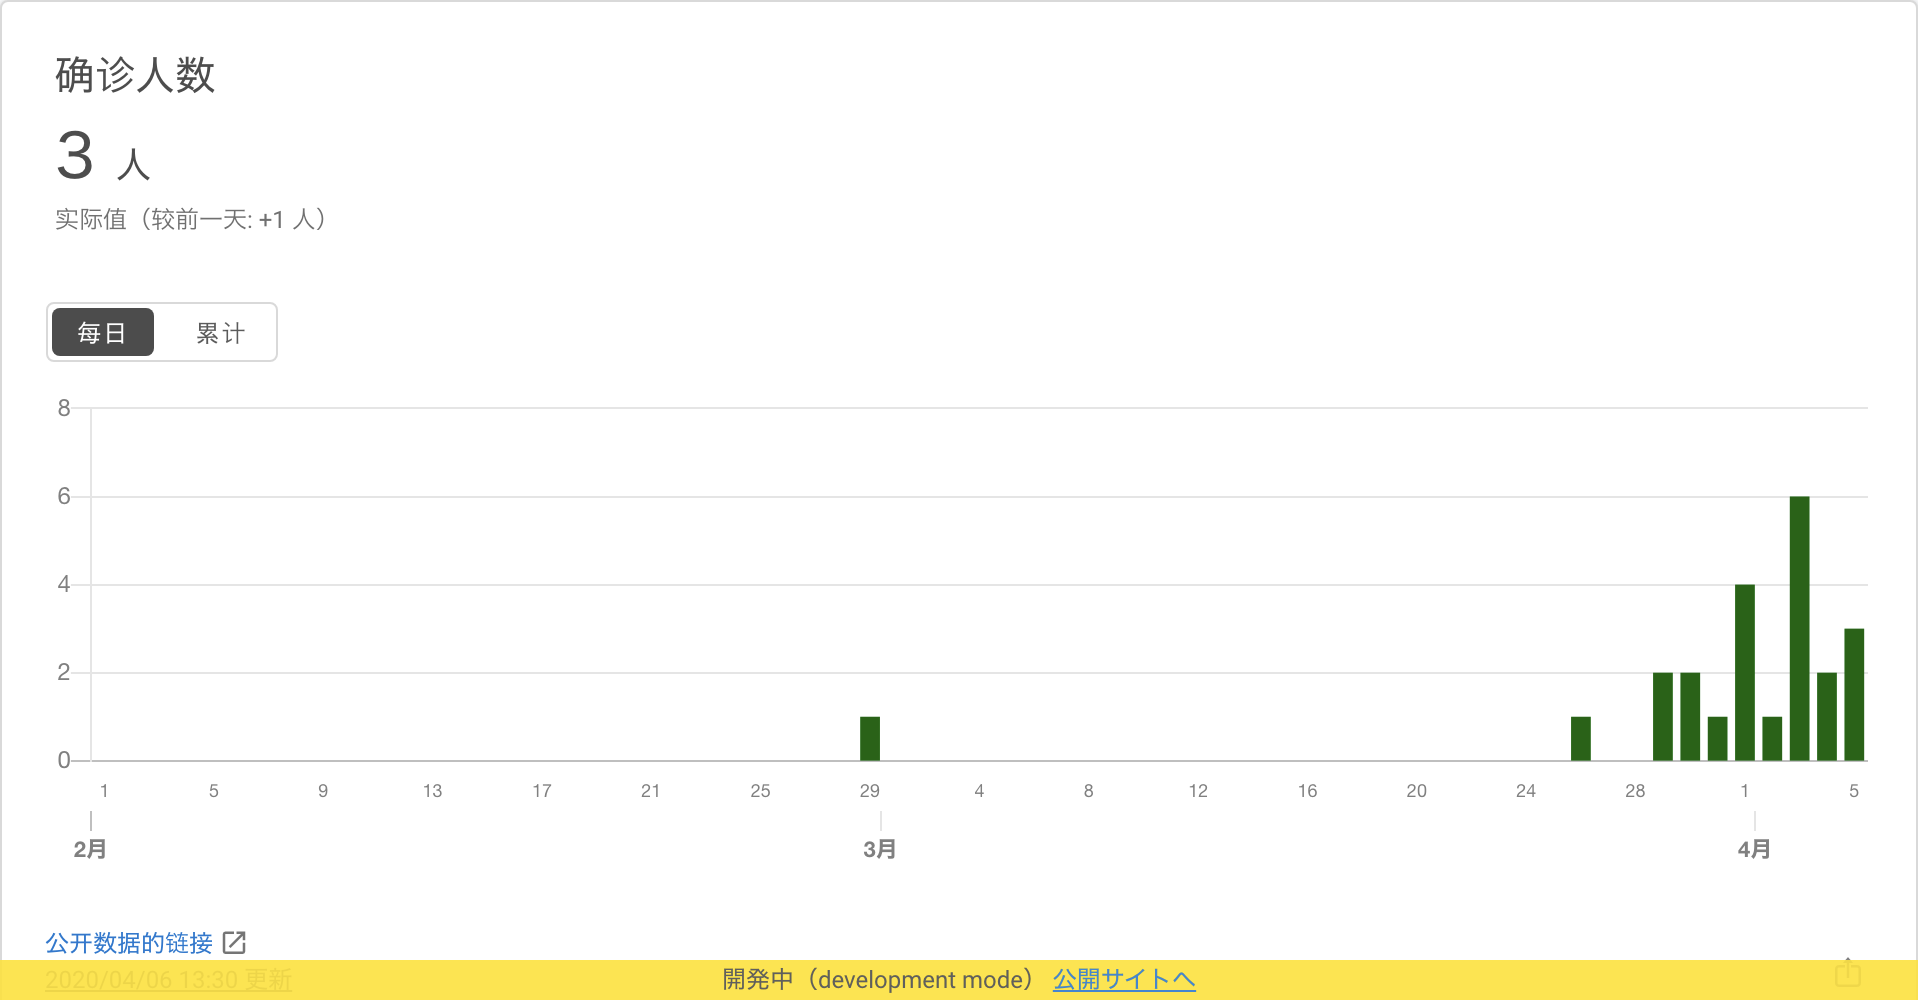 确诊人数
3 人
实际值（较前一天: +1 人）
每日 累计
8
6
4
2
0
1 5 9 13 17 21 25 29 4 8 12 16 20 24 28 1 5
2月 3月 4月
公开数据的链接
2020/04/06 13:30 更新
開発中（development mode） 公開サイトへ